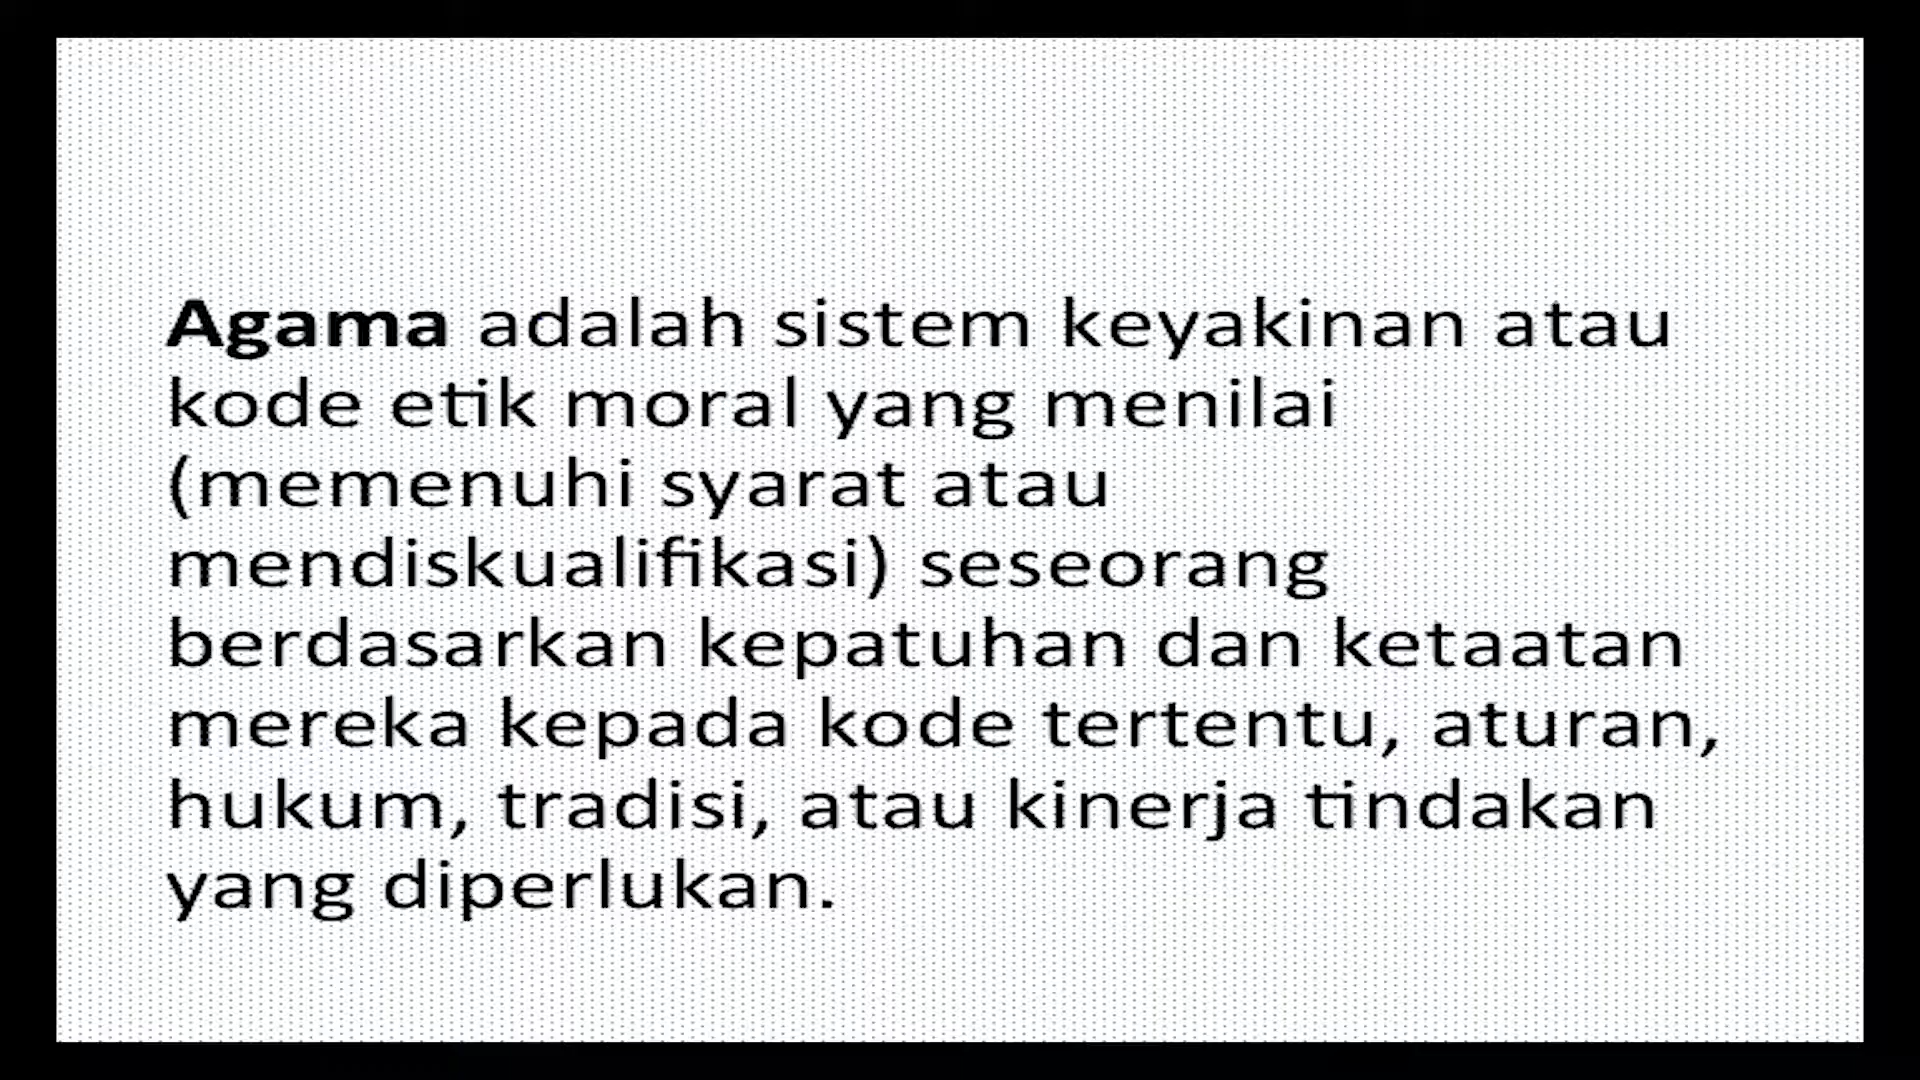 Agama adalah sistem keyakinan atau
kode etik moral yang menilai
(memenuhi syarat atau
mendiskualifikasi) seseorang
berdasarkan kepatuhan dan ketaatan
mereka kepada kode tertentu, aturan,
hukum, tradisi, atau kinerja tindakan
yang diperlukan.